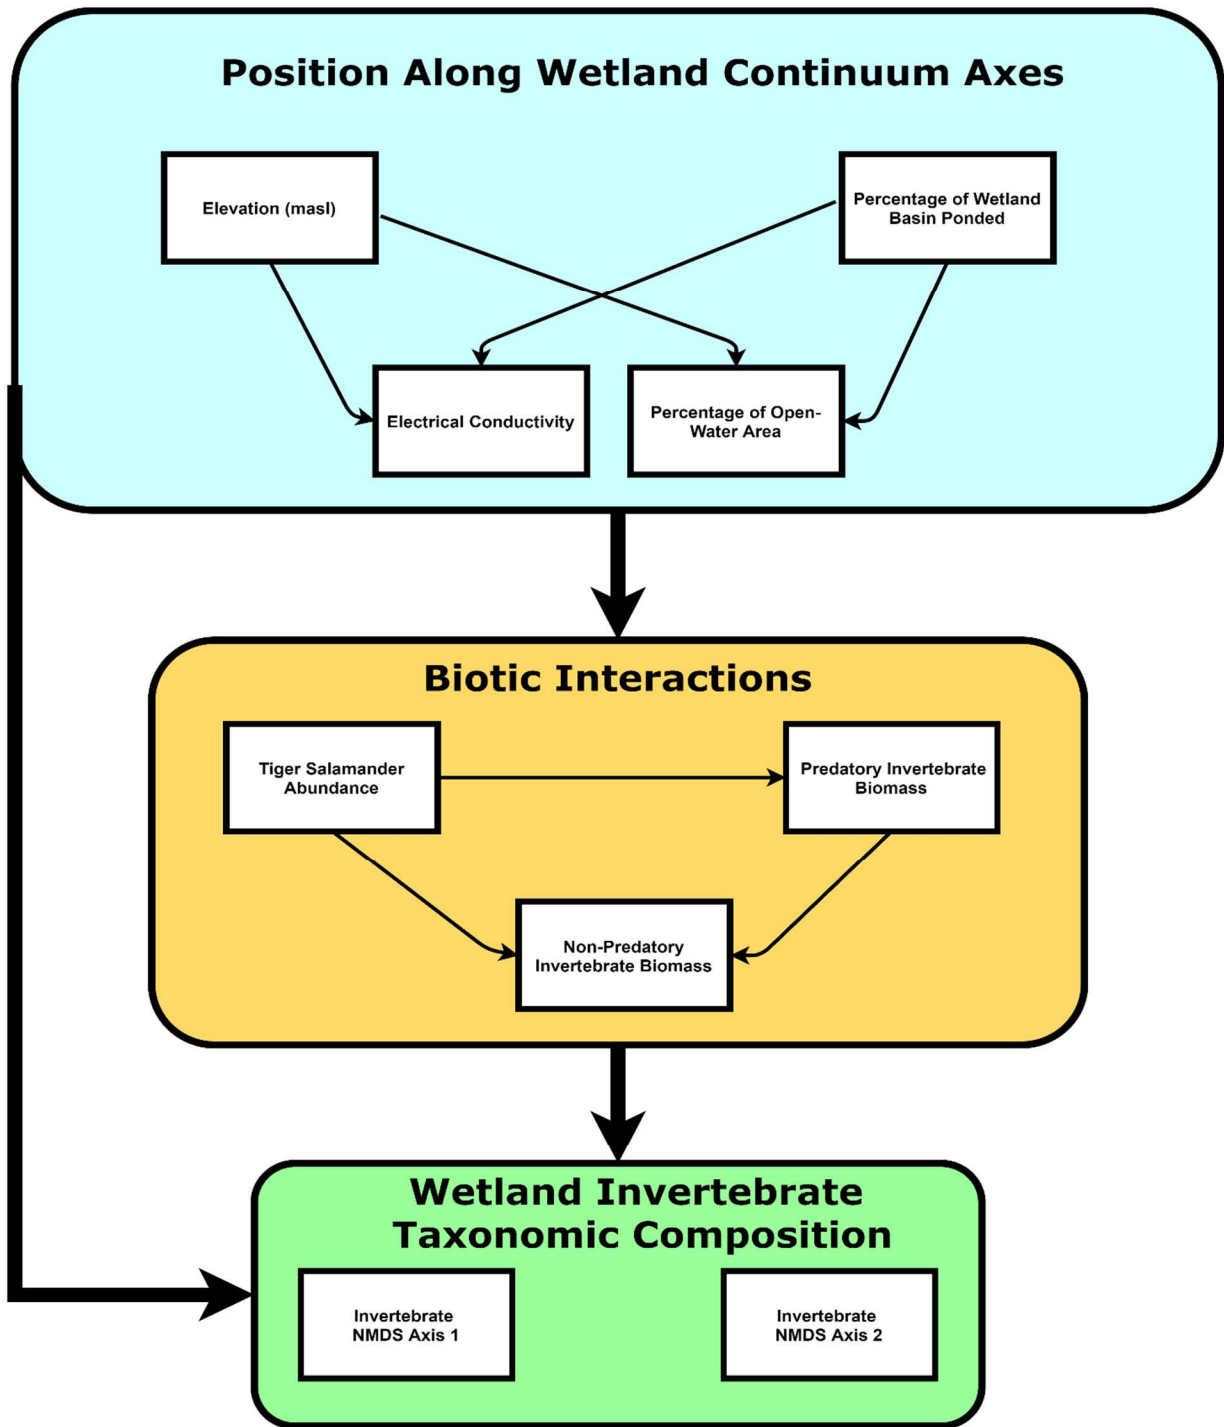 Position Along Wetland Continuum Axes
Elevation (masl)
Percentage of Wetland
Basin Ponded
Electrical Conductivity
Percentage of Open-
Water Area
Biotic Interactions
Tiger Salamander
Abundance
Predatory Invertebrate
Biomass
Non-Predatory
Invertebrate Biomass
Wetland Invertebrate
Taxonomic Composition
Invertebrate
NMDS Axis 1
Invertebrate
NMDS Axis 2